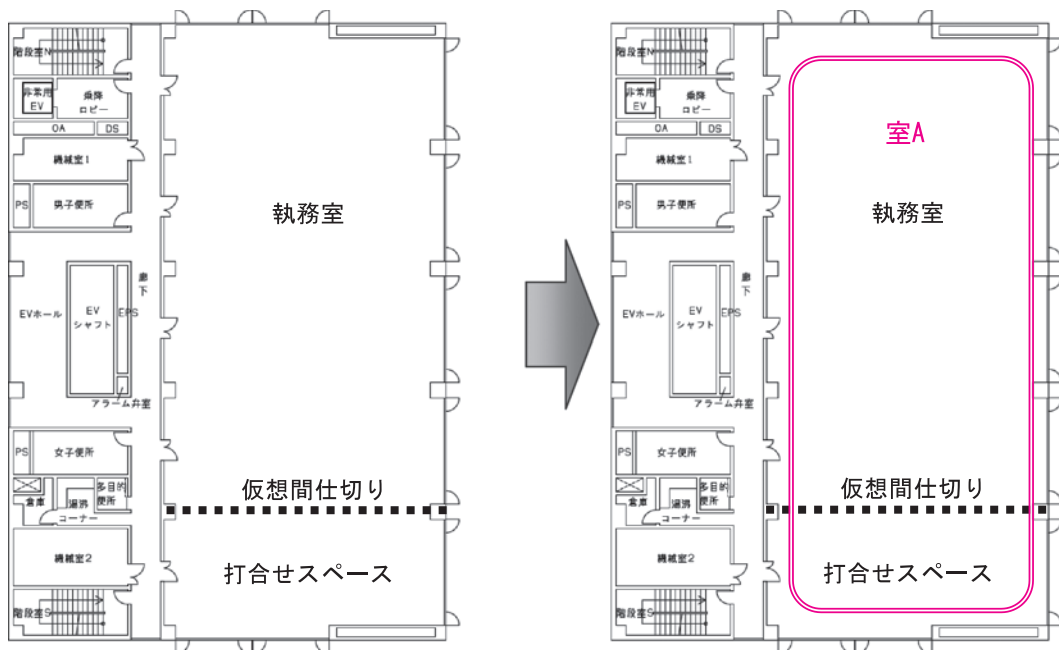 階段室N
非常用
EV
乗降
ロビー
OA
DS
機械室1
PS
男子便所
執務室
廊
下
EVホール
EV
シャフト
EPS
アラーム弁室
PS
女子便所
倉庫
湯沸
コーナー
多目的
便所
仮想間仕切り
機械室2
打合せスペース
階段室S
階段室N
非常用
EV
乗降
ロビー
OA
DS
室A
機械室1
PS
男子便所
執務室
廊
下
EVホール
EV
シャフト
EPS
アラーム弁室
PS
女子便所
倉庫
湯沸
コーナー
多目的
便所
仮想間仕切り
機械室2
打合せスペース
階段室S